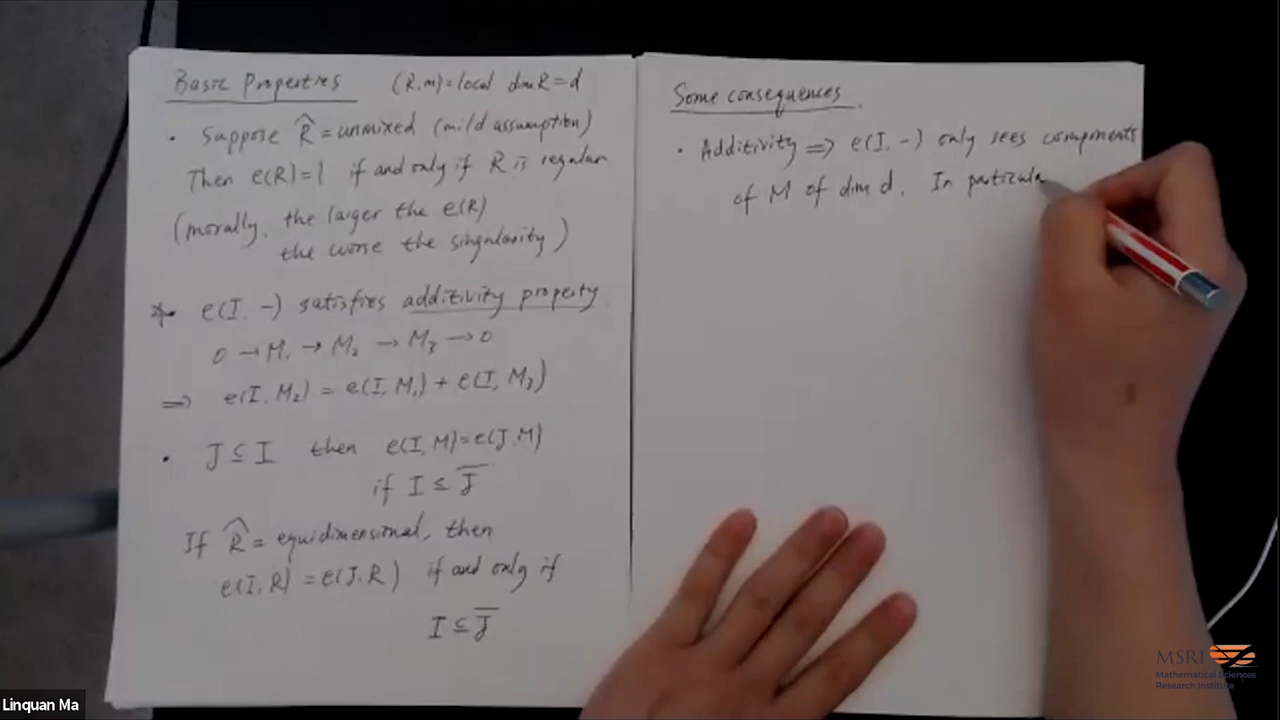 Basic Properties (R,m)=local dim R=d
• Suppose R̂=unmixed (mild assumption)
Then e(R)=1 if and only if R is regular
(morally, the larger the e(R)
the worse the singularity)
* e(I,-) satisfies additivity property
0→M₁→M₂→M₃→0
⟹ e(I,M₂)=e(I,M₁)+e(I,M₃)
• J⊆I then e(I,M)=e(J,M)
if I⊆J̅
If R̂=equidimensional, then
e(I,R)=e(J,R) if and only if
I⊆J̅
Some consequences.
• Additivity ⟹ e(I,-) only sees components
of M of dim d. In particula
MSRI
Mathematical Sciences
Research Institute
Linquan Ma